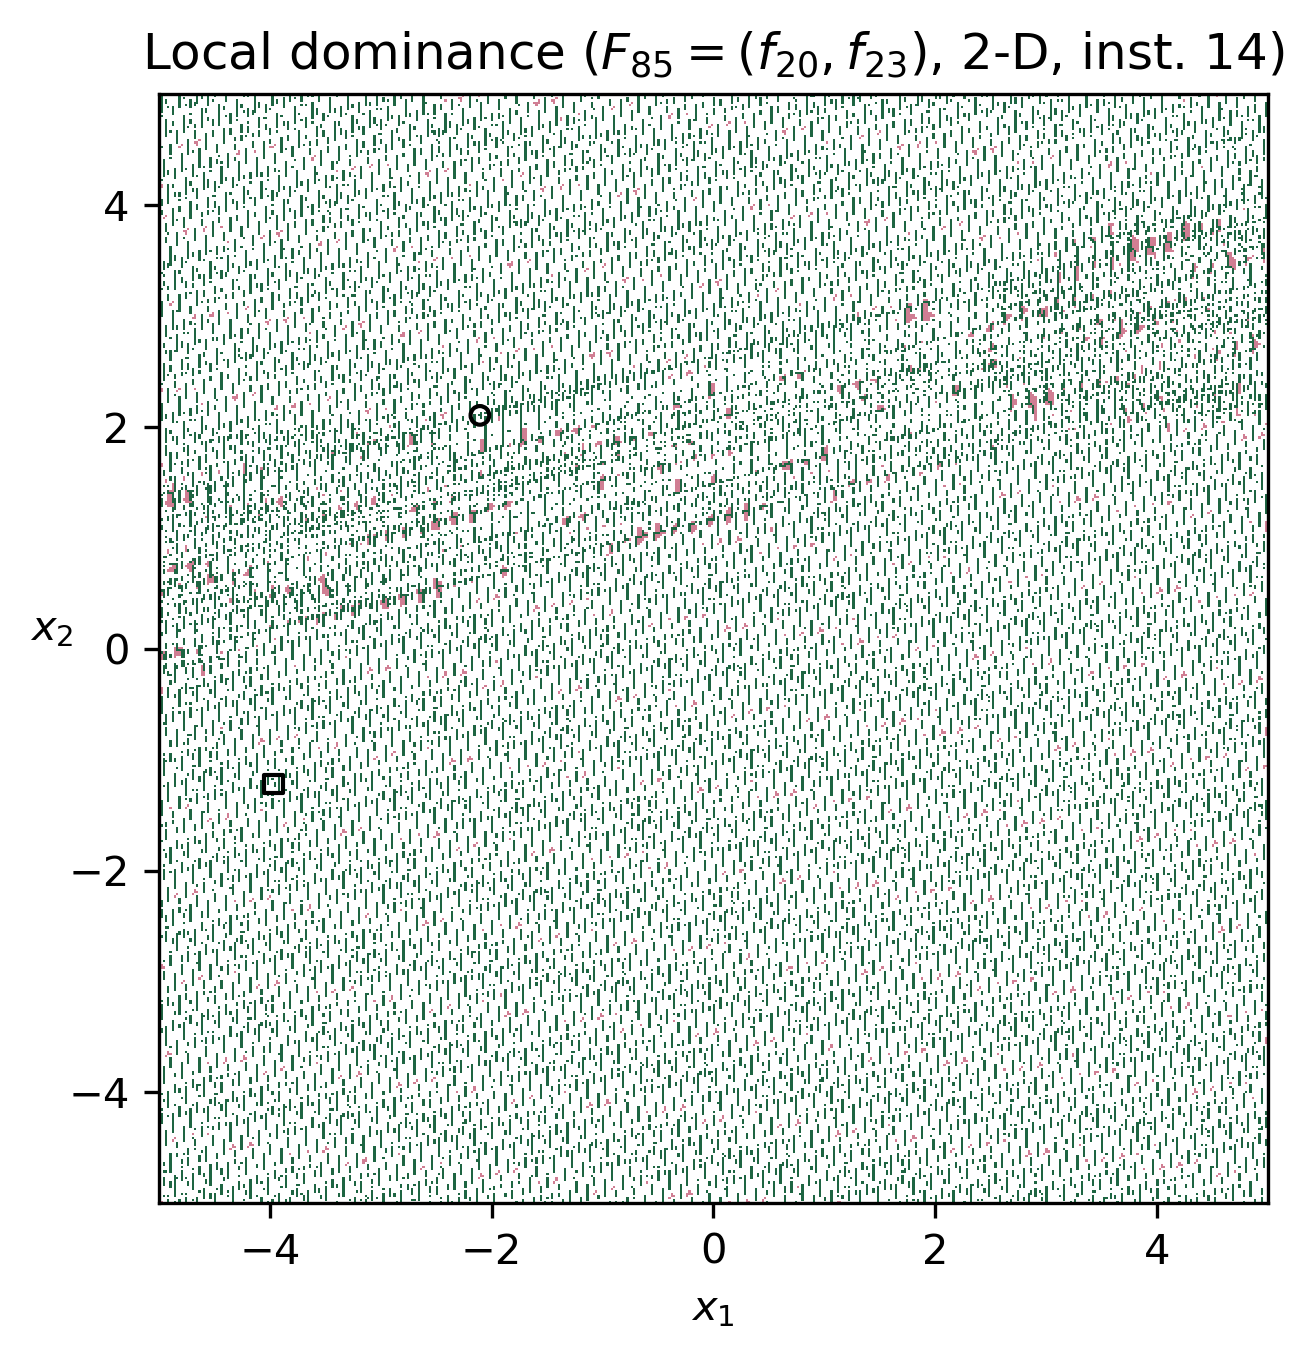 Local dominance (F₈₅ = (f₂₀, f₂₃), 2-D, inst. 14)
4
2
x₂
0
−2
−4
−4 −2 0 2 4
x₁